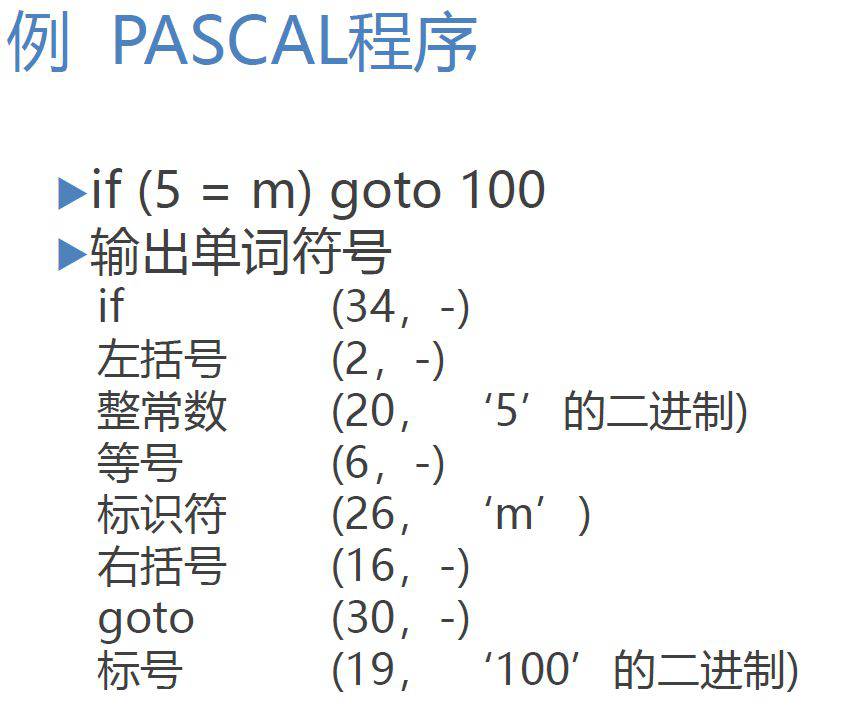 例 PASCAL程序
if (5 = m) goto 100
输出单词符号
if (34，-)
左括号 (2，-)
整常数 (20， ‘5’ 的二进制)
等号 (6，-)
标识符 (26， ‘m’ )
右括号 (16，-)
goto (30，-)
标号 (19， ‘100’ 的二进制)